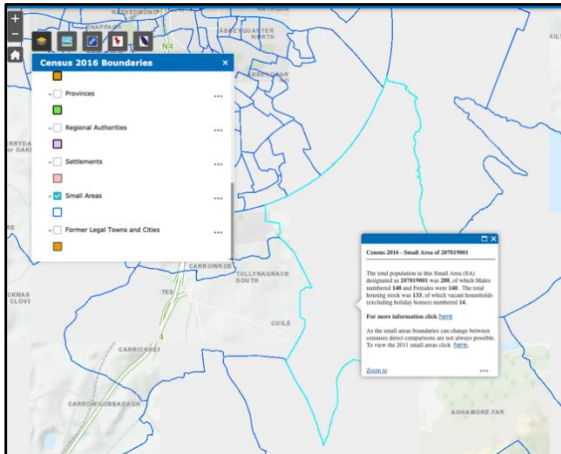 +
−
N4
ABBEYQUARTER
NORTH
Census 2016 Boundaries
×
Provinces
...
Regional Authorities
...
Settlements
...
Small Areas
...
Former Legal Towns and Cities
...
CARROWROE
TULLYNAGRACK
SOUTH
CUILE
CARROWGOBBADAGH
AGHAMORE FAR
Census 2016 - Small Area of 207019001
The total population in this Small Area (SA)
designated as 207019001 was 288, of which Males
numbered 148 and Females were 140. The total
housing stock was 133, of which vacant households
(excluding holiday homes) numbered 14.
For more information click here
As the small areas boundaries can change between
censuses direct comparisons are not always possible.
To view the 2011 small areas click here.
Zoom to
...